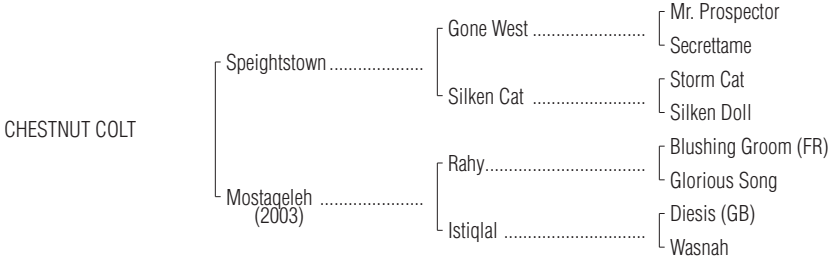 Mr. Prospector
Gone West ........................
Secrettame
Speightstown ....................
Storm Cat
Silken Cat ........................
Silken Doll
CHESTNUT COLT
Blushing Groom (FR)
Rahy..................................
Glorious Song
Mostaqeleh ......................
(2003)
Diesis (GB)
Istiqlal ..............................
Wasnah